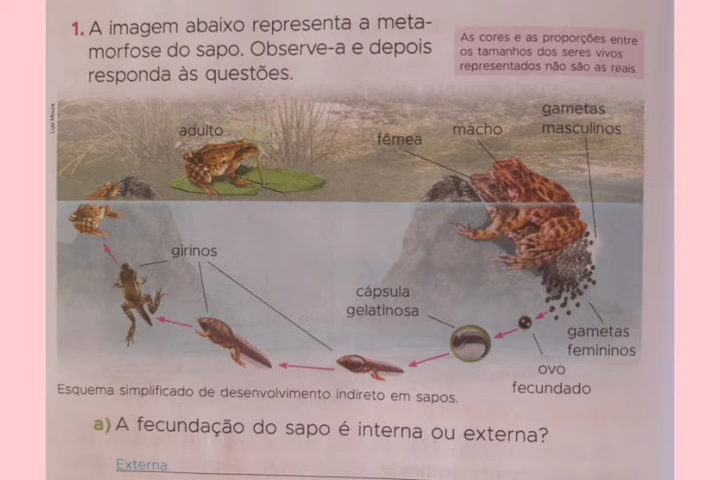 1. A imagem abaixo representa a meta-
morfose do sapo. Observe-a e depois
responda às questões.
As cores e as proporções entre
os tamanhos dos seres vivos
representados não são as reais.
Luis Moura
adulto
fêmea
macho
gametas
masculinos
girinos
cápsula
gelatinosa
gametas
femininos
ovo
fecundado
Esquema simplificado de desenvolvimento indireto em sapos.
a) A fecundação do sapo é interna ou externa?
Externa